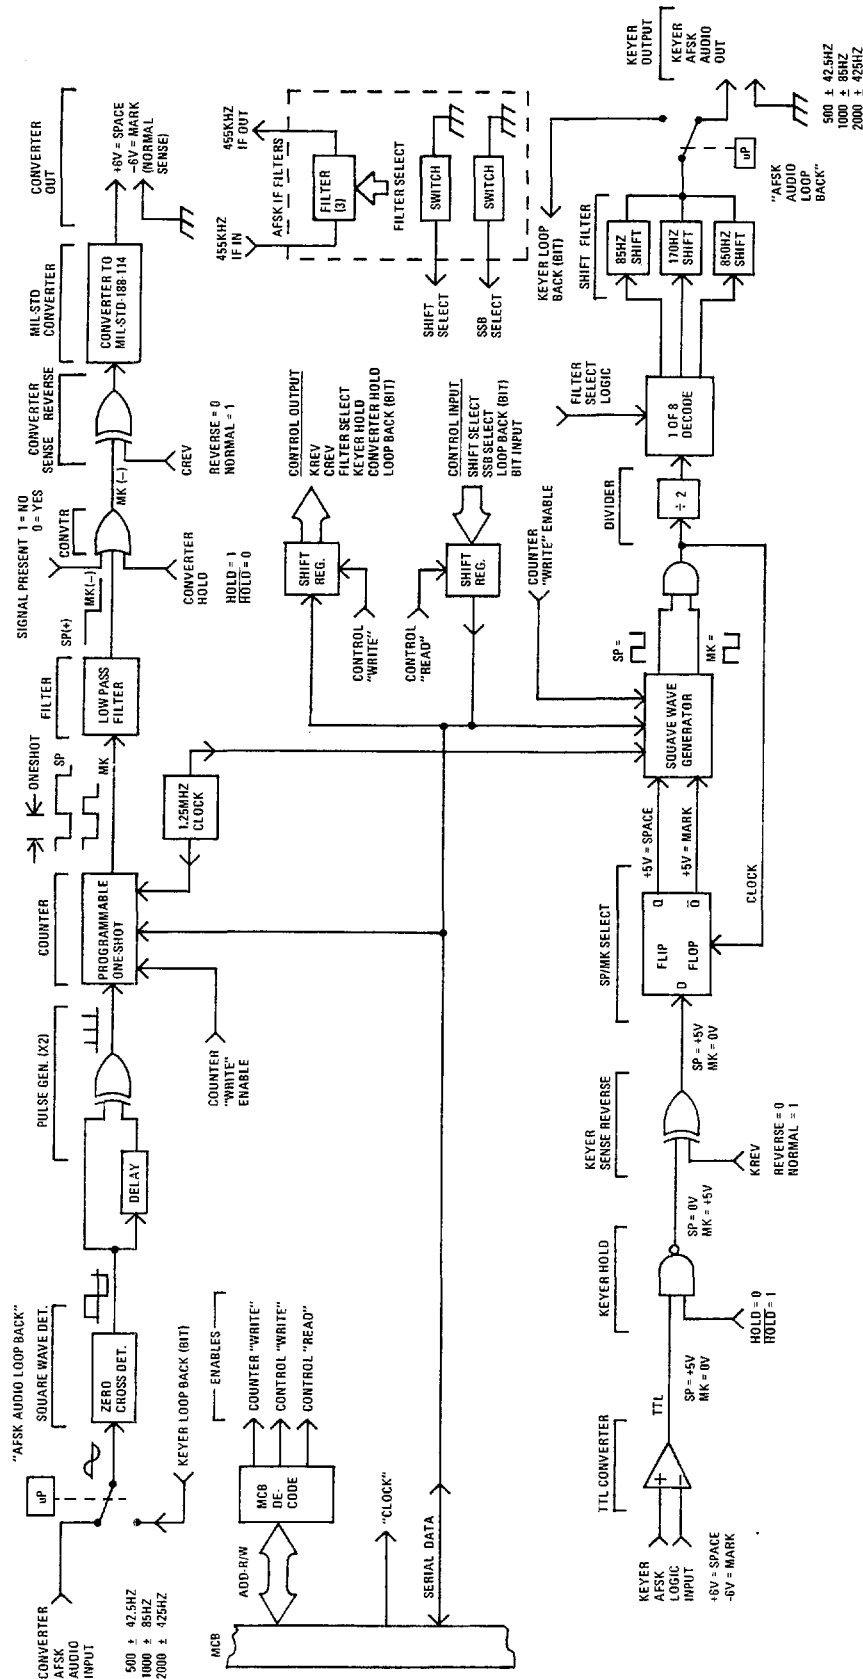 CONVERTER
AFSK
AUDIO
INPUT
500 ± 42.5HZ
1000 ± 85HZ
2000 ± 425HZ
uP
"AFSK AUDIO LOOP BACK"
KEYER LOOP BACK (BIT)
SQUARE WAVE DET.
ZERO
CROSS DET.
DELAY
PULSE GEN. (X2)
COUNTER
PROGRAMMABLE
ONE-SHOT
COUNTER
"WRITE"
ENABLE
ONESHOT
SP
MK
1.25MHZ
CLOCK
FILTER
LOW PASS
FILTER
SP(+)
MK(–)
SIGNAL PRESENT 1 = NO
0 = YES
CONVTR
CONVERTER
HOLD
HOLD = 1
HOLD = 0
MK (–)
CONVERTER
SENSE REVERSE
CREV
REVERSE = 0
NORMAL = 1
MIL-STD
CONVERTER
CONVERTER TO
MIL-STD-188-114
CONVERTER
OUT
+6V = SPACE
–6V = MARK
(NORMAL
SENSE)
MCB
ADD-R/W
MCB
DE-
CODE
ENABLES
COUNTER "WRITE"
CONTROL "WRITE"
CONTROL "READ"
"CLOCK"
SERIAL DATA
CONTROL
"WRITE"
SHIFT
REG.
CONTROL OUTPUT
KREV
CREV
FILTER SELECT
KEYER HOLD
CONVERTER HOLD
LOOP BACK (BIT)
CONTROL
"READ"
SHIFT
REG.
CONTROL INPUT
SHIFT SELECT
SSB SELECT
LOOP BACK (BIT)
BIT INPUT
455KHZ
IF IN
455KHZ
IF OUT
AFSK IF FILTERS
FILTER
(3)
FILTER SELECT
SWITCH
SWITCH
SHIFT
SELECT
SSB
SELECT
KEYER
AFSK
LOGIC
INPUT
+6V = SPACE
-6V = MARK
TTL CONVERTER
+
–
TTL
SP = +5V
MK = 0V
KEYER HOLD
HOLD = 0
HOLD = 1
SP = 0V
MK = +5V
KEYER
SENSE REVERSE
KREV
REVERSE = 0
NORMAL = 1
SP = +5V
MK = 0V
SP/MK SELECT
D
FLIP
FLOP
Q
Q̅
+5V = SPACE
+5V = MARK
CLOCK
COUNTER
"WRITE" ENABLE
SQUAVE WAVE
GENERATOR
SP =
MK =
DIVIDER
÷ 2
FILTER
SELECT
LOGIC
1 OF 8
DECODE
SHIFT FILTER
85HZ
SHIFT
170HZ
SHIFT
850HZ
SHIFT
KEYER LOOP
BACK (BIT)
uP
"AFSK
AUDIO
LOOP
BACK"
KEYER
OUTPUT
KEYER
AFSK
AUDIO
OUT
500 ± 42.5HZ
1000 ± 85HZ
2000 ± 425HZ